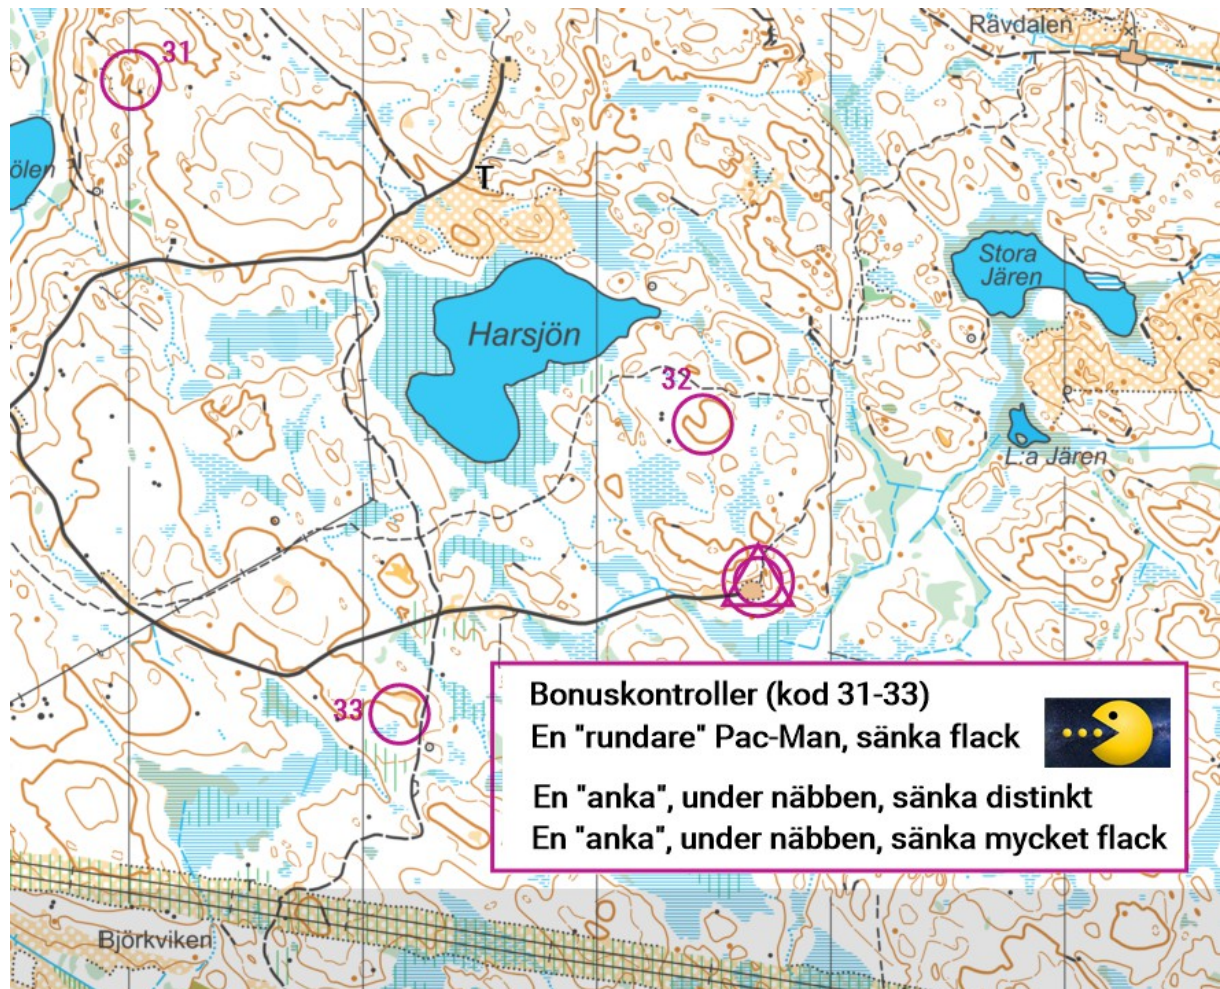 Rävdalen
31
ölen
T
Stora
Jären
Harsjön
32
L:a Jären
33
Bonuskontroller (kod 31-33)
En "rundare" Pac-Man, sänka flack
En "anka", under näbben, sänka distinkt
En "anka", under näbben, sänka mycket flack
Björkviken